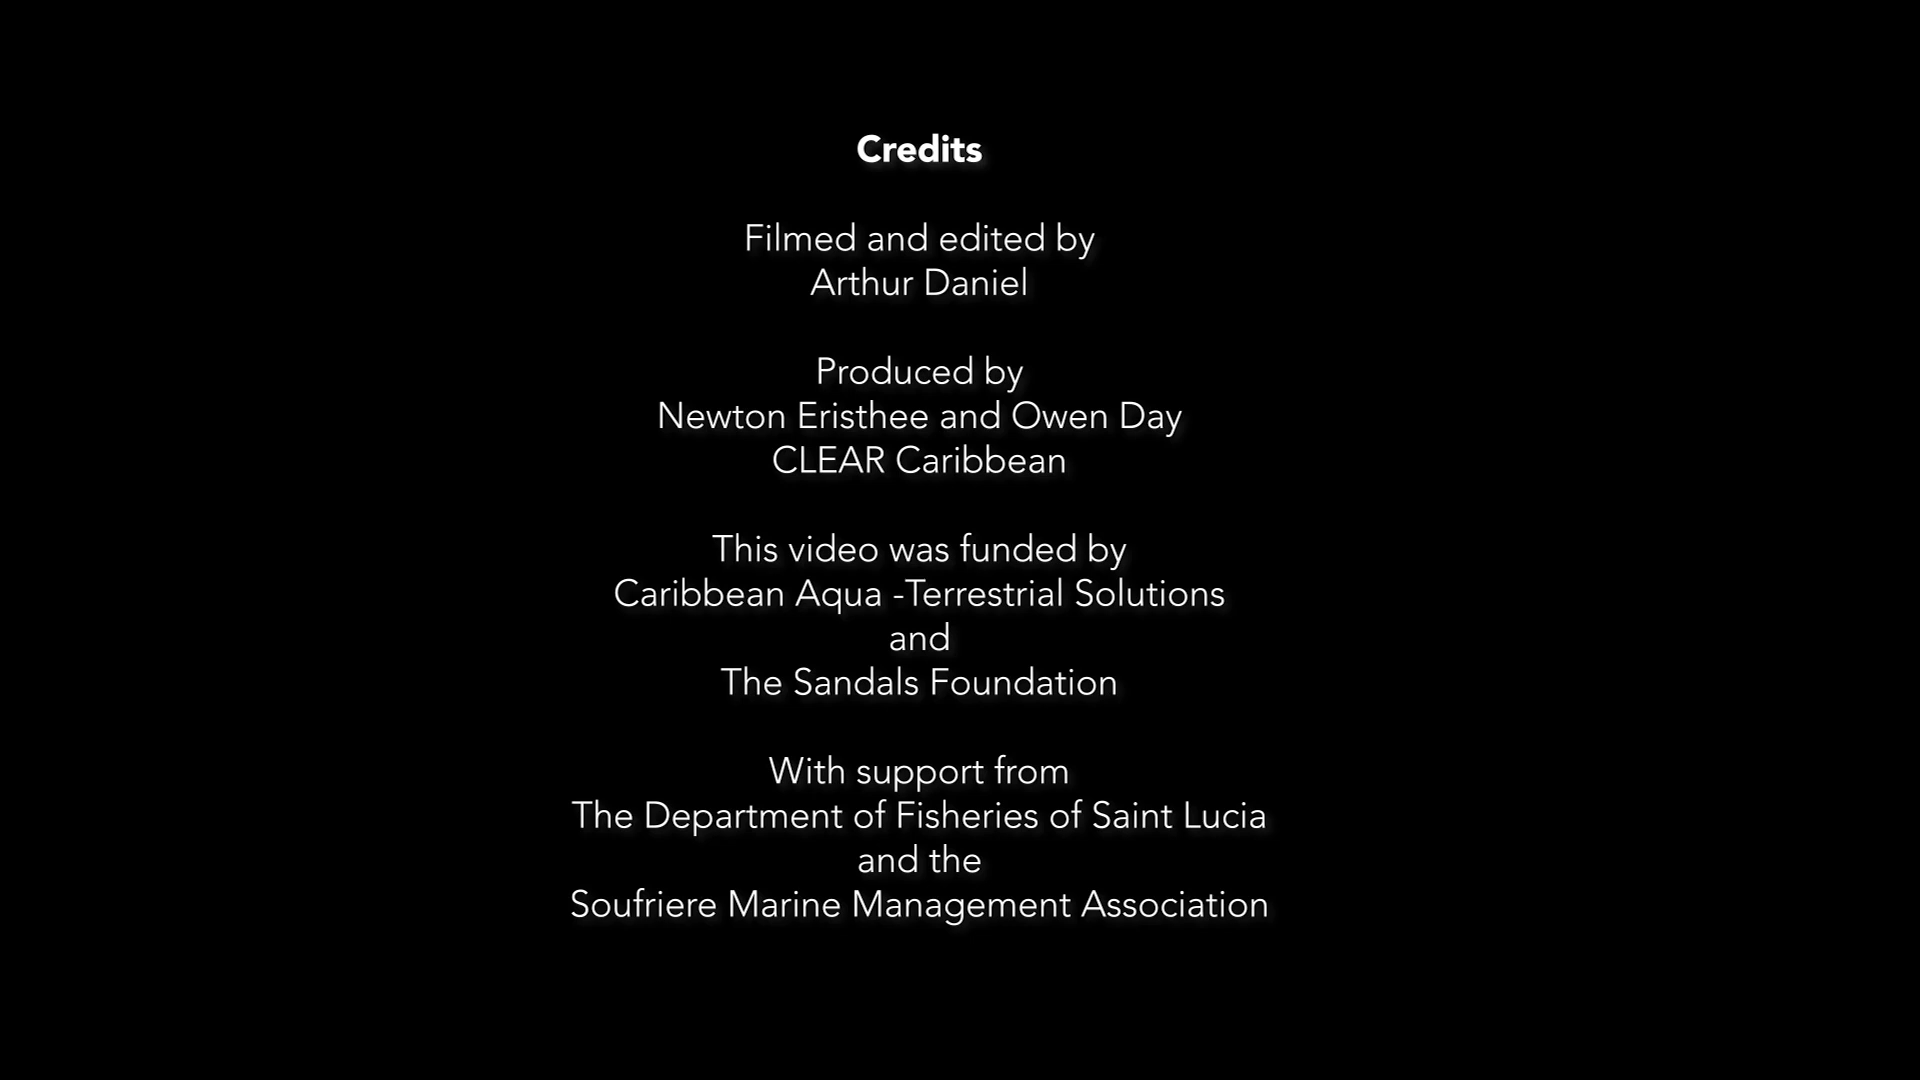 Credits
Filmed and edited by
Arthur Daniel
Produced by
Newton Eristhee and Owen Day
CLEAR Caribbean
This video was funded by
Caribbean Aqua -Terrestrial Solutions
and
The Sandals Foundation
With support from
The Department of Fisheries of Saint Lucia
and the
Soufriere Marine Management Association